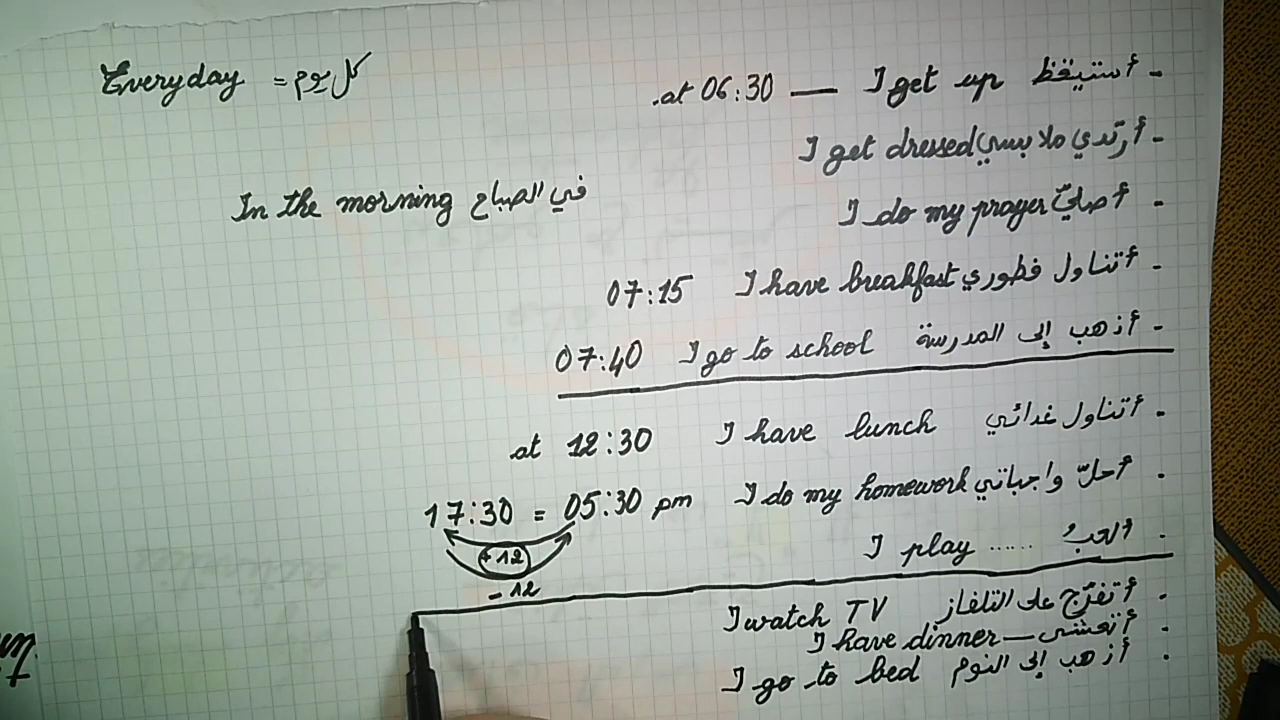 Everyday = كل يوم
.at 06:30 — I get up أستيقظ -
I get dressed أرتدي ملابسي -
In the morning في الصباح
I do my prayer أصليّ -
07:15 I have breakfast أتناول فطوري -
07:40 I go to school أذهب إلى المدرسة -
at 12:30 I have lunch أتناول غدائي -
17:30 = 05:30 pm I do my homework أحلّ واجباتي -
+12
-12
I play ...... ألعبُ -
I watch TV أتفرّج على التلفاز -
I have dinner — أتعشى -
I go to bed أذهب إلى النوم -